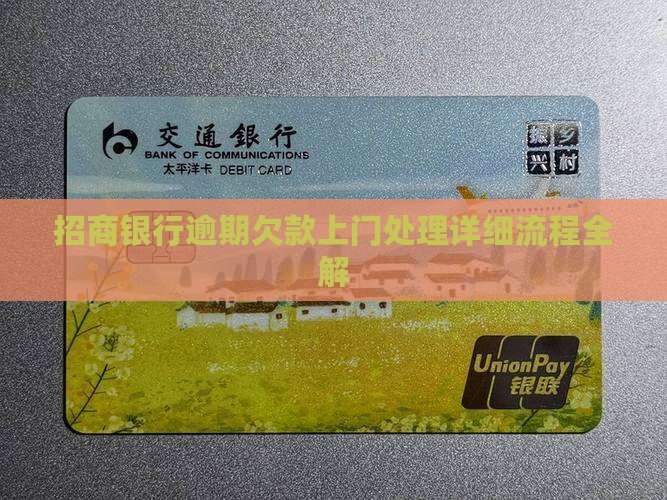 交通銀行
BANK OF COMMUNICATIONS
太平洋卡 DEBIT CARD
振乡
兴村
招商银行逾期欠款上门处理详细流程全
解
UnionPay
银联